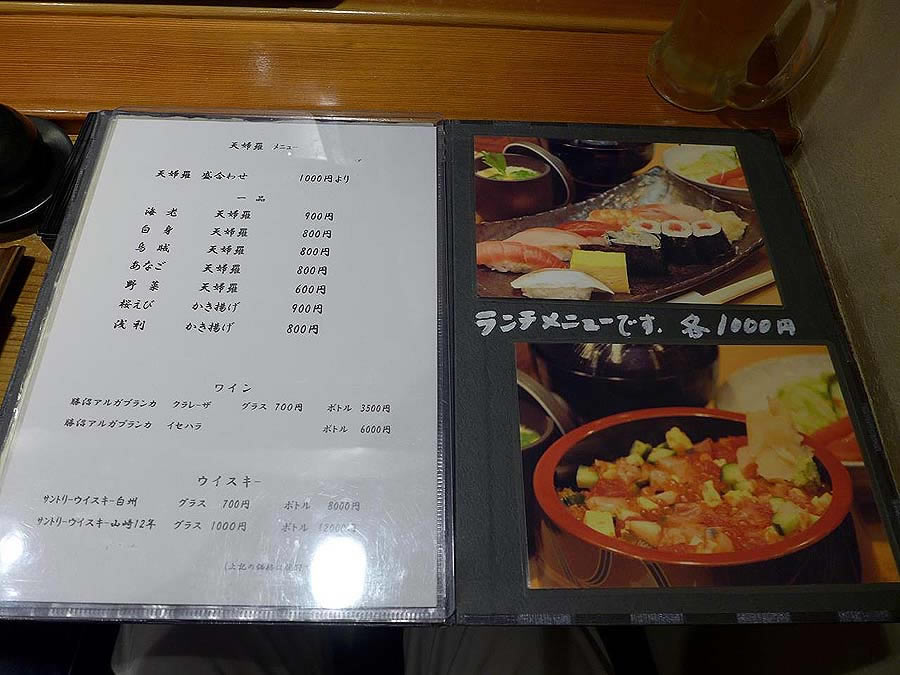 天婦羅 メニュー
天婦羅 盛合わせ 1000円より
一品
海老 天婦羅 900円
白身 天婦羅 800円
烏賊 天婦羅 800円
あなご 天婦羅 800円
野菜 天婦羅 600円
桜えび かき揚げ 900円
浅利 かき揚げ 800円
ワイン
勝沼アルガブランカ クラレーザ グラス 700円 ボトル 3500円
勝沼アルガブランカ イセハラ ボトル 6000円
ウイスキー
サントリーウイスキー白州 グラス 700円 ボトル 8000円
サントリーウイスキー山崎12年 グラス 1000円 ボトル
(上記の価格は
ランチメニューです。各1000円